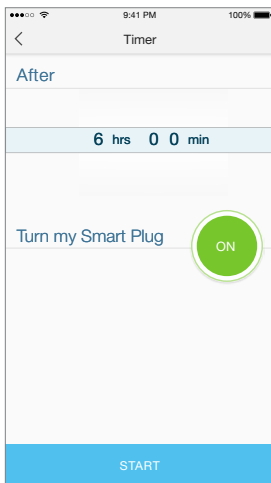 9:41 PM 100%
Timer
After
6 hrs 0 0 min
Turn my Smart Plug ON
START